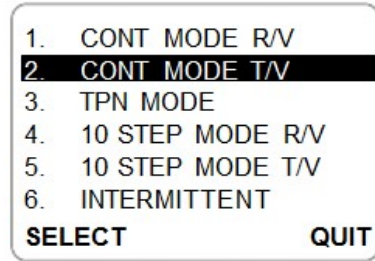 1. CONT MODE R/V
2. CONT MODE T/V
3. TPN MODE
4. 10 STEP MODE R/V
5. 10 STEP MODE T/V
6. INTERMITTENT
SELECT QUIT